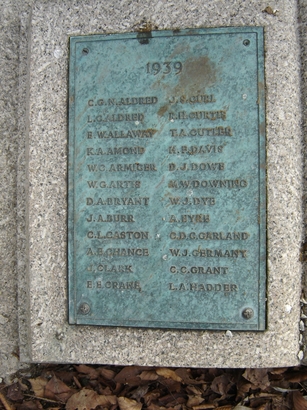 1939
C.G.N. ALDRED
L.G. ALDRED
E.W. ALLAWAY
K.A. AMOND
W.C. ARMIGER
W.G. ARTIS
D.A. BRYANT
J.A. BURR
C.L. CASTON
A.E. CHANCE
CLARK
E.E. CRANE
CURL
R.H. CURTIS
T.A. CUTLER
K.E. DAVIS
D.J. DOWE
M.W. DOWNING
W.J. DYE
A. EYRE
C.D.C. GARLAND
W.J. GERMANY
C.C. GRANT
L.A. HADDER